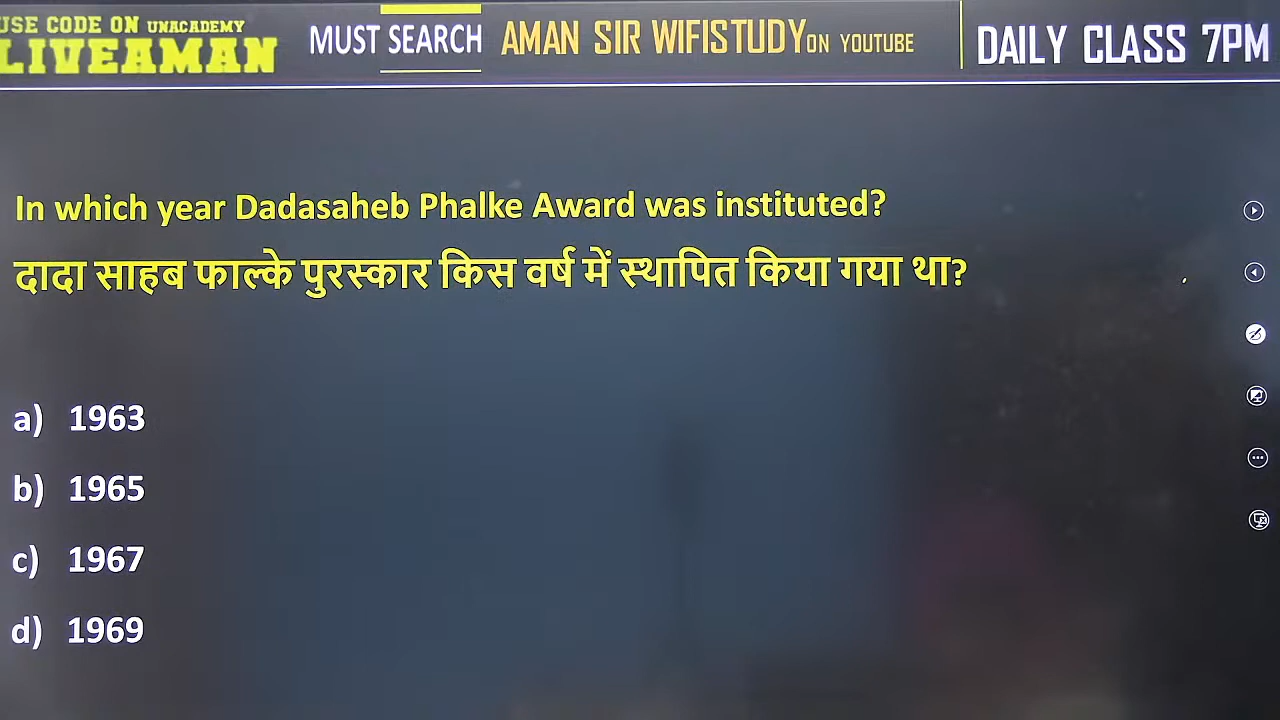 USE CODE ON UNACADEMY
LIVEAMAN
MUST SEARCH AMAN SIR WIFISTUDY ON YOUTUBE
DAILY CLASS 7PM
In which year Dadasaheb Phalke Award was instituted?
दादा साहब फाल्के पुरस्कार किस वर्ष में स्थापित किया गया था?
a) 1963
b) 1965
c) 1967
d) 1969